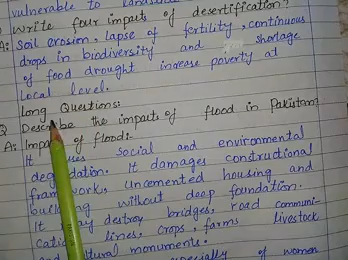 vulnerable to
Write four impacts of desertification?
A: Soil erosion, lapse of fertility, continuous
drops in biodiversity and shortage
of food drought increase poverty at
local level.
Long Questions:
Q Describe the impacts of flood in Pakistan?
A: Impacts of flood:-
It social and environmental
degradation. It damages constructional
framework, uncemented housing and
building without deep foundation.
It destroy bridges, road communi-
cation lines, crops, farms livestock
monuments.
of women